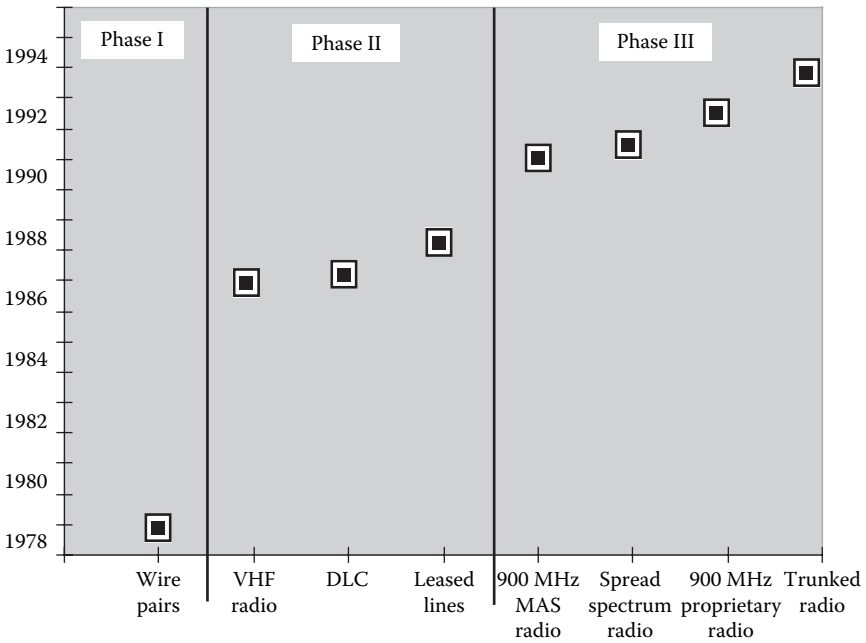 Phase I
Phase II
Phase III
1994
1992
1990
1988
1986
1984
1982
1980
1978
Wire
pairs
VHF
radio
DLC
Leased
lines
900 MHz
MAS
radio
Spread
spectrum
radio
900 MHz
proprietary
radio
Trunked
radio